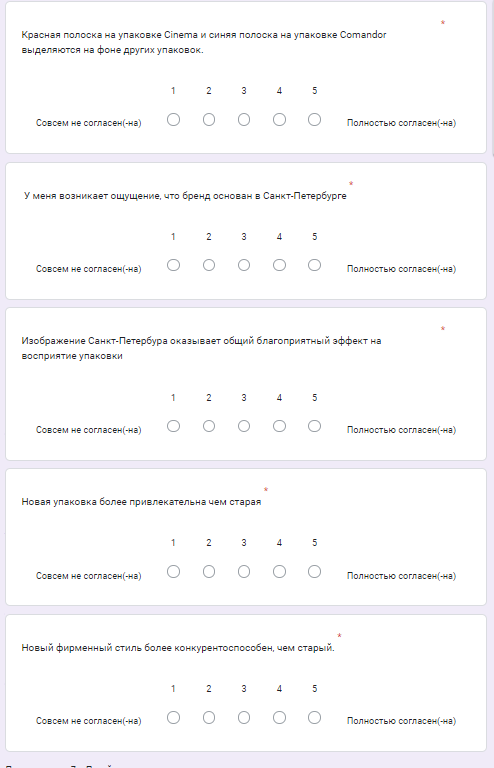 Красная полоска на упаковке Cinema и синяя полоска на упаковке Comandor *
выделяются на фоне других упаковок.
1 2 3 4 5
Совсем не согласен(-на) Полностью согласен(-на)
У меня возникает ощущение, что бренд основан в Санкт-Петербурге *
1 2 3 4 5
Совсем не согласен(-на) Полностью согласен(-на)
Изображение Санкт-Петербура оказывает общий благоприятный эффект на *
восприятие упаковки
1 2 3 4 5
Совсем не согласен(-на) Полностью согласен(-на)
Новая упаковка более привлекательна чем старая *
1 2 3 4 5
Совсем не согласен(-на) Полностью согласен(-на)
Новый фирменный стиль более конкурентоспособен, чем старый. *
1 2 3 4 5
Совсем не согласен(-на) Полностью согласен(-на)